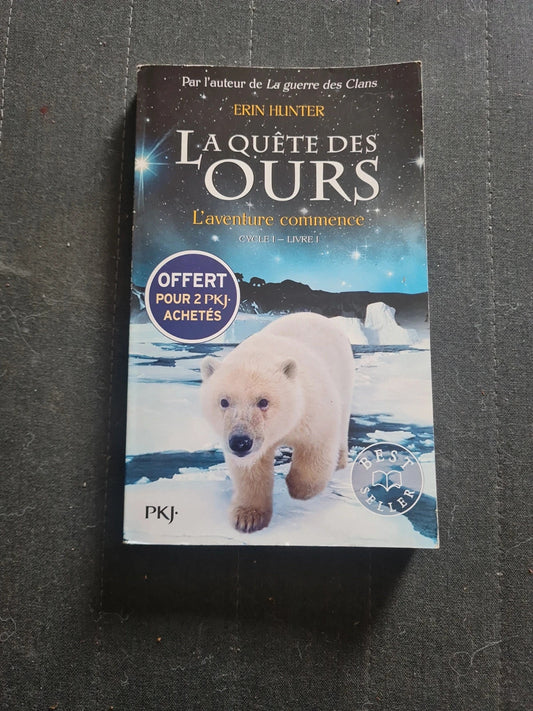 Par l'auteur de La guerre des Clans
ERIN HUNTER
LA QUÊTE DES
OURS
L'aventure commence
CYCLE I – LIVRE I
OFFERT
POUR 2 PKJ.
ACHETÉS
BEST
SELLER
PKJ.